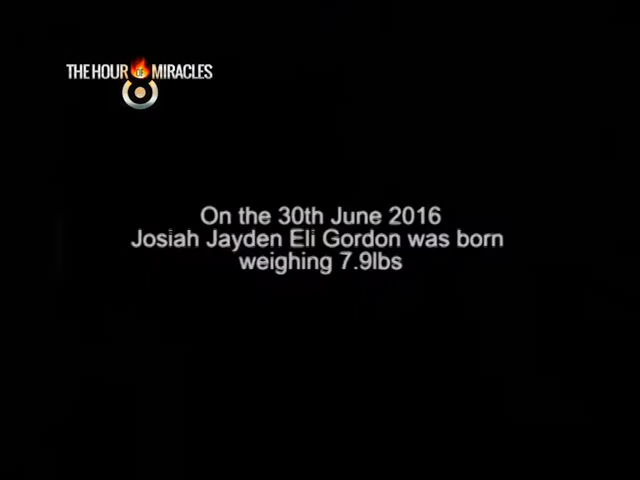 THE HOUR OF MIRACLES
On the 30th June 2016
Josiah Jayden Eli Gordon was born
weighing 7.9lbs